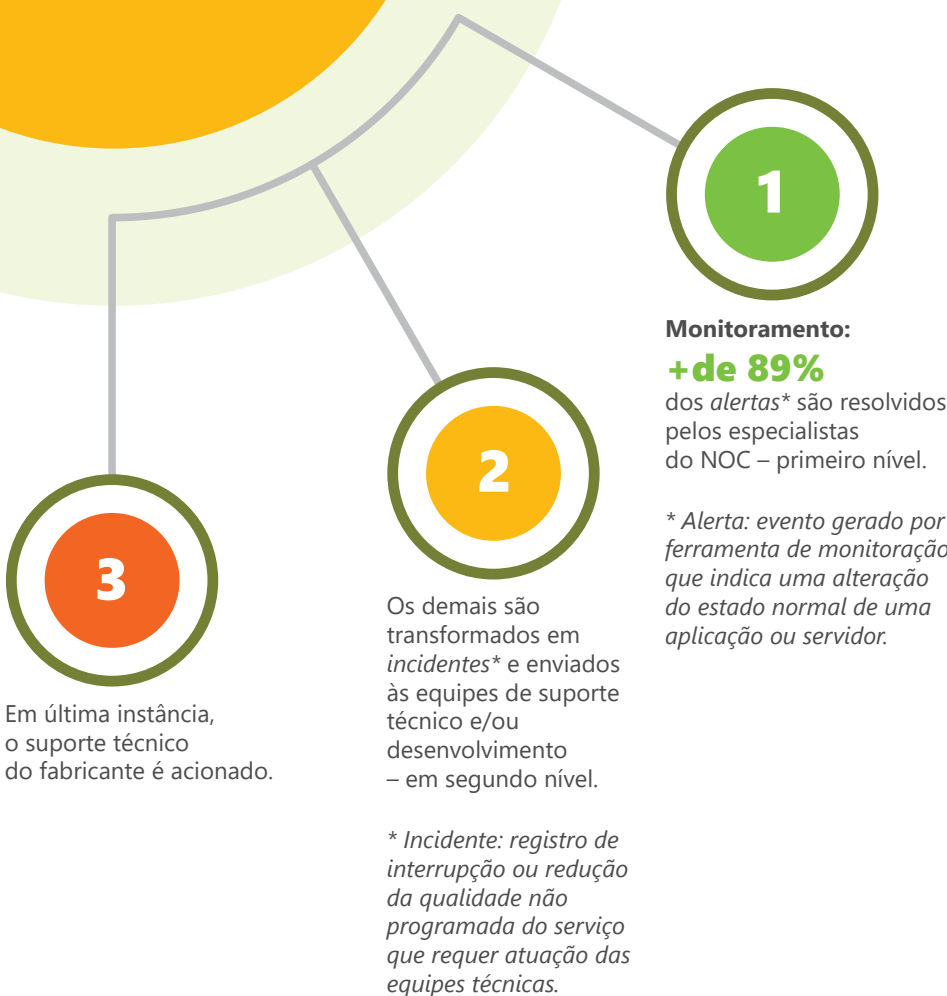 1
Monitoramento:
+de 89%
dos alertas* são resolvidos
pelos especialistas
do NOC – primeiro nível.
* Alerta: evento gerado por
ferramenta de monitoração
que indica uma alteração
do estado normal de uma
aplicação ou servidor.
2
Os demais são
transformados em
incidentes* e enviados
às equipes de suporte
técnico e/ou
desenvolvimento
– em segundo nível.
* Incidente: registro de
interrupção ou redução
da qualidade não
programada do serviço
que requer atuação das
equipes técnicas.
3
Em última instância,
o suporte técnico
do fabricante é acionado.